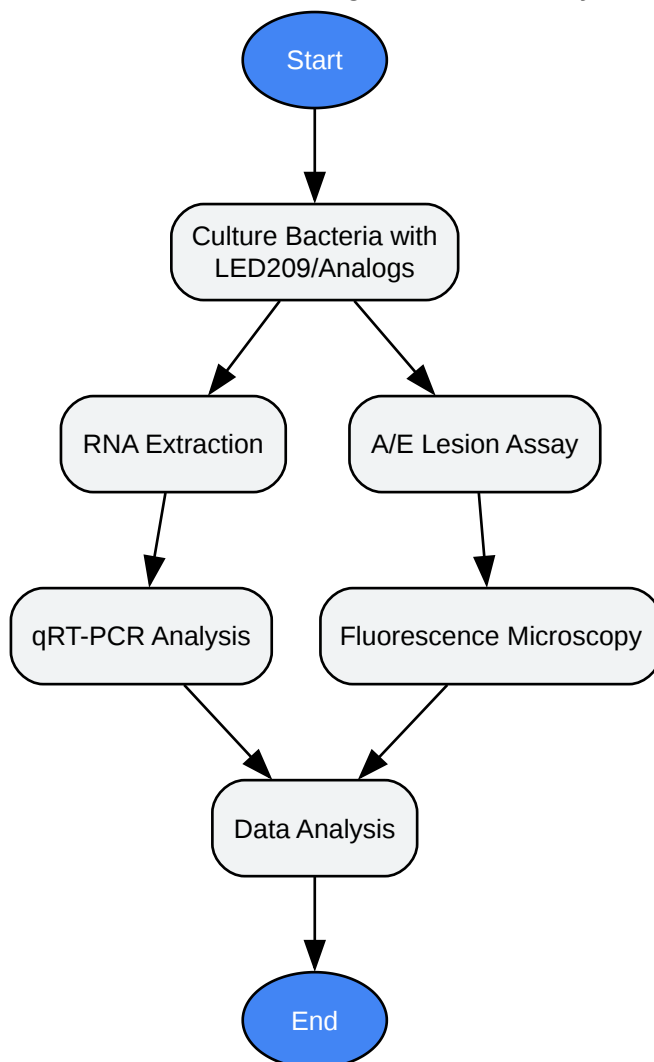 Start
Culture Bacteria with
LED209/Analogs
RNA Extraction
A/E Lesion Assay
qRT-PCR Analysis
Fluorescence Microscopy
Data Analysis
End